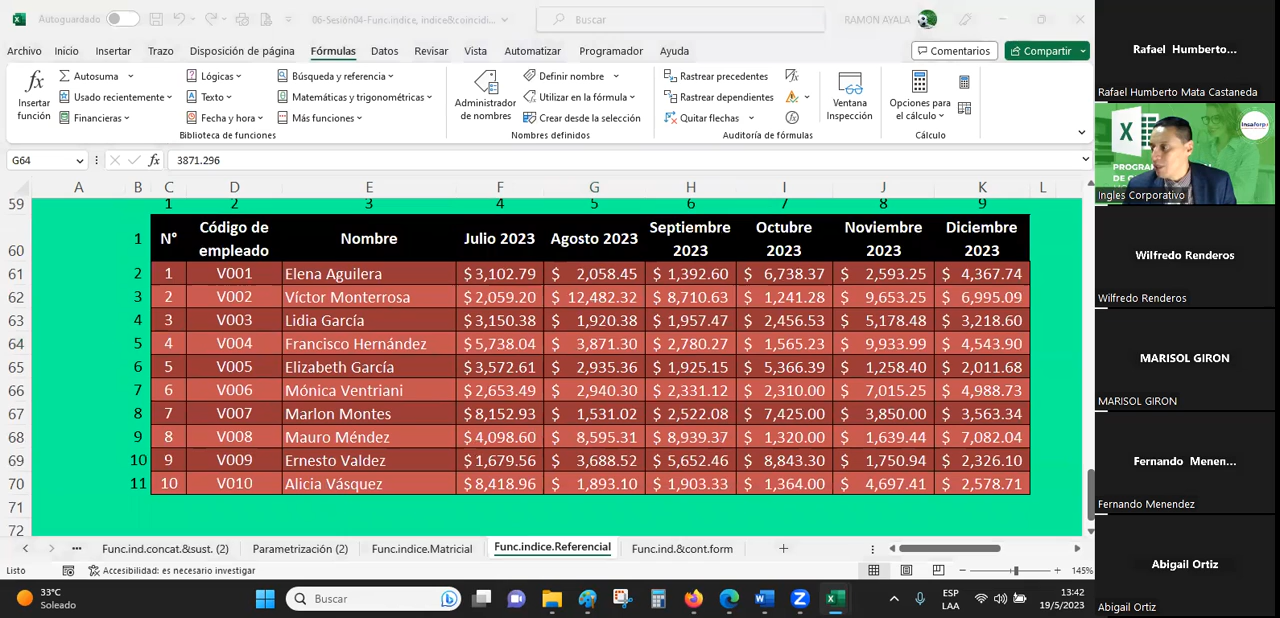 Autoguardado
06-Sesión04-Func.indice, indice&coincidi...
Buscar
RAMON AYALA
Archivo Inicio Insertar Trazo Disposición de página Fórmulas Datos Revisar Vista Automatizar Programador Ayuda
Comentarios Compartir
Insertar función
Autosuma
Usado recientemente
Financieras
Lógicas
Texto
Fecha y hora
Búsqueda y referencia
Matemáticas y trigonométricas
Más funciones
Biblioteca de funciones
Administrador de nombres
Definir nombre
Utilizar en la fórmula
Crear desde la selección
Nombres definidos
Rastrear precedentes
Rastrear dependientes
Quitar flechas
Auditoría de fórmulas
Ventana Inspección
Opciones para el cálculo
Cálculo
G64 fx 3871.296
A B C D E F G H I J K L
59 1 2 3 4 5 6 7 8 9
60 1 N° Código de empleado Nombre Julio 2023 Agosto 2023 Septiembre 2023 Octubre 2023 Noviembre 2023 Diciembre 2023
61 2 1 V001 Elena Aguilera $ 3,102.79 $ 2,058.45 $ 1,392.60 $ 6,738.37 $ 2,593.25 $ 4,367.74
62 3 2 V002 Víctor Monterrosa $ 2,059.20 $ 12,482.32 $ 8,710.63 $ 1,241.28 $ 9,653.25 $ 6,995.09
63 4 3 V003 Lidia García $ 3,150.38 $ 1,920.38 $ 1,957.47 $ 2,456.53 $ 5,178.48 $ 3,218.60
64 5 4 V004 Francisco Hernández $ 5,738.04 $ 3,871.30 $ 2,780.27 $ 1,565.23 $ 9,933.99 $ 4,543.90
65 6 5 V005 Elizabeth García $ 3,572.61 $ 2,935.36 $ 1,925.15 $ 5,366.39 $ 1,258.40 $ 2,011.68
66 7 6 V006 Mónica Ventriani $ 2,653.49 $ 2,940.30 $ 2,331.12 $ 2,310.00 $ 7,015.25 $ 4,988.73
67 8 7 V007 Marlon Montes $ 8,152.93 $ 1,531.02 $ 2,522.08 $ 7,425.00 $ 3,850.00 $ 3,563.34
68 9 8 V008 Mauro Méndez $ 4,098.60 $ 8,595.31 $ 8,939.37 $ 1,320.00 $ 1,639.44 $ 7,082.04
69 10 9 V009 Ernesto Valdez $ 1,679.56 $ 3,688.52 $ 5,652.46 $ 8,843.30 $ 1,750.94 $ 2,326.10
70 11 10 V010 Alicia Vásquez $ 8,418.96 $ 1,893.10 $ 1,903.33 $ 1,364.00 $ 4,697.41 $ 2,578.71
71
72
... Func.ind.concat.&sust. (2) Parametrización (2) Func.indice.Matricial Func.indice.Referencial Func.ind.&cont.form
Listo Accesibilidad: es necesario investigar 145%
33°C
Soleado
Buscar
ESP
LAA
13:42
19/5/2023
Rafael Humberto...
Rafael Humberto Mata Castaneda
Insaforp
Ingles Corporativo
Wilfredo Renderos
Wilfredo Renderos
MARISOL GIRON
MARISOL GIRON
Fernando Menen...
Fernando Menendez
Abigail Ortiz
Abigail Ortiz